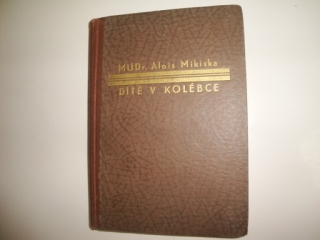 MUDr. Alois Mikiska
DÍTĚ V KOLÉBCE